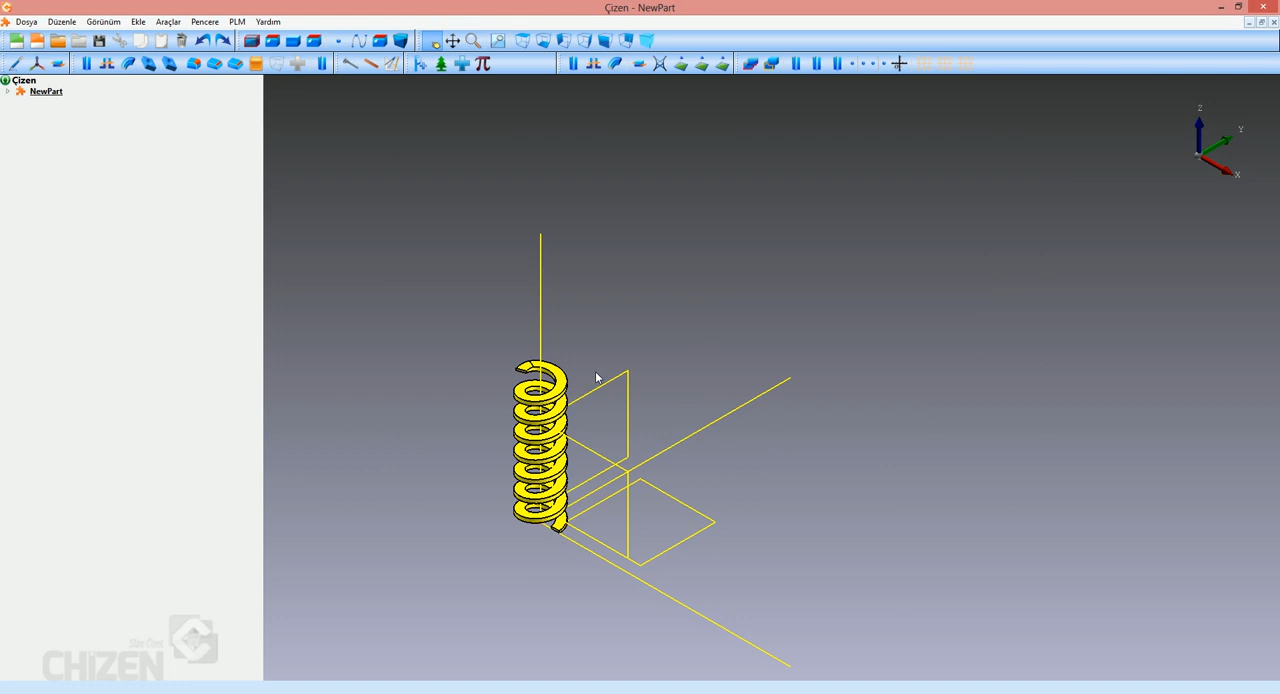 Çizen - NewPart
Dosya Düzenle Görünüm Ekle Araçlar Pencere PLM Yardım
Çizen
NewPart
Z
Y
X
CHiZEN